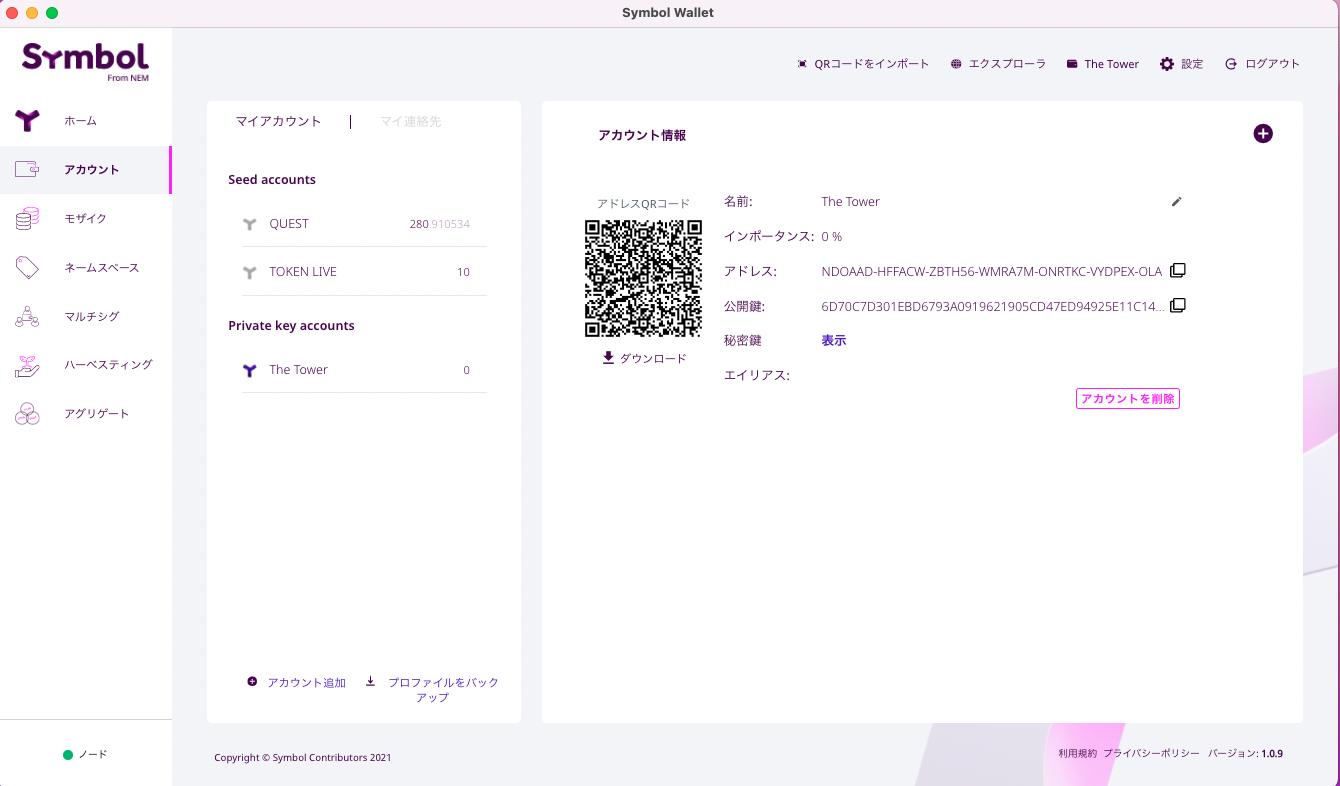 Symbol Wallet
Symbol
From NEM
QRコードをインポート エクスプローラ The Tower 設定 ログアウト
ホーム
アカウント
モザイク
ネームスペース
マルチシグ
ハーベスティング
アグリゲート
ノード
マイアカウント | マイ連絡先
Seed accounts
QUEST 280.910534
TOKEN LIVE 10
Private key accounts
The Tower 0
アカウント追加
プロファイルをバック
アップ
アカウント情報
アドレスQRコード
ダウンロード
名前: The Tower
インポータンス: 0 %
アドレス: NDOAAD-HFFACW-ZBTH56-WMRA7M-ONRTKC-VYDPEX-OLA
公開鍵: 6D70C7D301EBD6793A0919621905CD47ED94925E11C14...
秘密鍵 表示
エイリアス:
アカウントを削除
Copyright © Symbol Contributors 2021
利用規約 プライバシーポリシー バージョン: 1.0.9